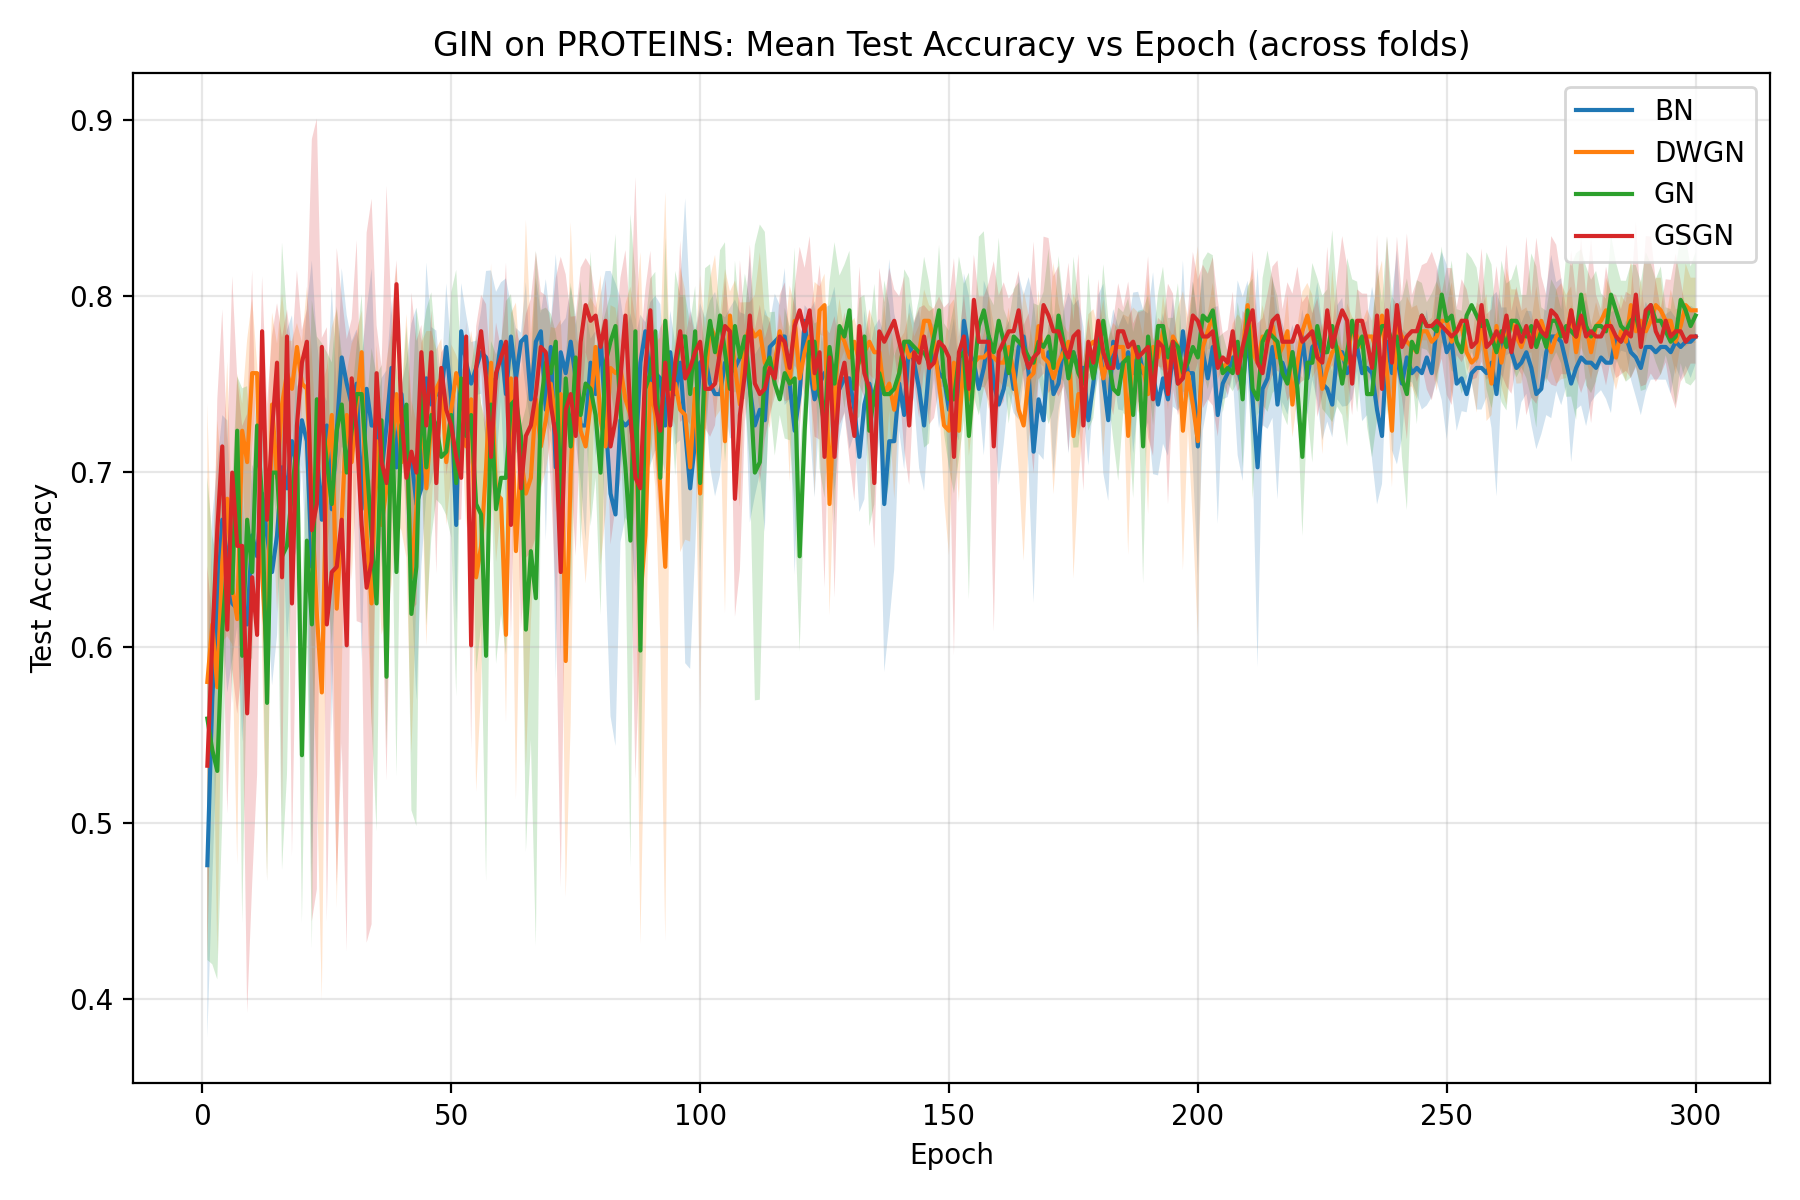 GIN on PROTEINS: Mean Test Accuracy vs Epoch (across folds)
BN
DWGN
GN
GSGN
Test Accuracy
0.9
0.8
0.7
0.6
0.5
0.4
0 50 100 150 200 250 300
Epoch